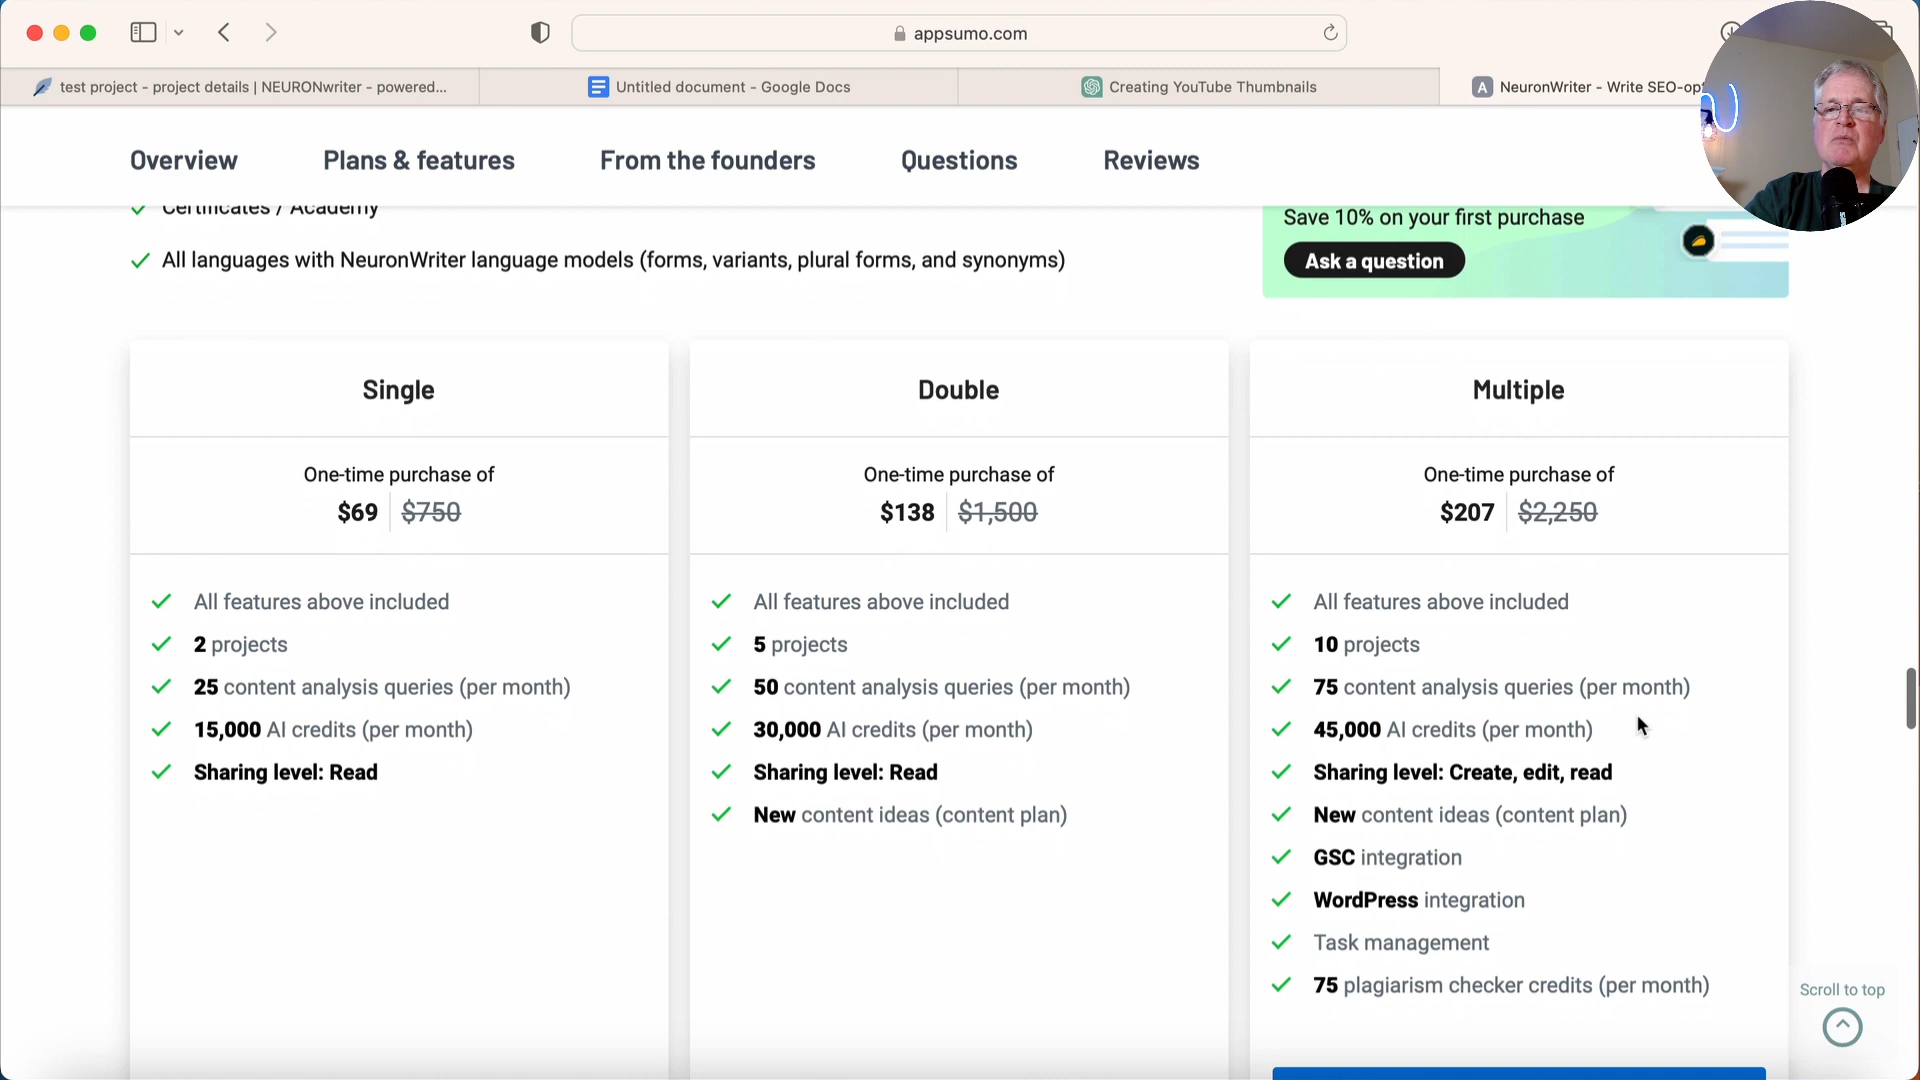 appsumo.com
test project - project details | NEURONwriter - powered...
Untitled document - Google Docs
Creating YouTube Thumbnails
NeuronWriter - Write SEO-op
Overview
Plans & features
From the founders
Questions
Reviews
Certificates / Academy
All languages with NeuronWriter language models (forms, variants, plural forms, and synonyms)
Save 10% on your first purchase
Ask a question
Single
One-time purchase of
$69 $750
All features above included
2 projects
25 content analysis queries (per month)
15,000 AI credits (per month)
Sharing level: Read
Double
One-time purchase of
$138 $1,500
All features above included
5 projects
50 content analysis queries (per month)
30,000 AI credits (per month)
Sharing level: Read
New content ideas (content plan)
Multiple
One-time purchase of
$207 $2,250
All features above included
10 projects
75 content analysis queries (per month)
45,000 AI credits (per month)
Sharing level: Create, edit, read
New content ideas (content plan)
GSC integration
WordPress integration
Task management
75 plagiarism checker credits (per month)
Scroll to top